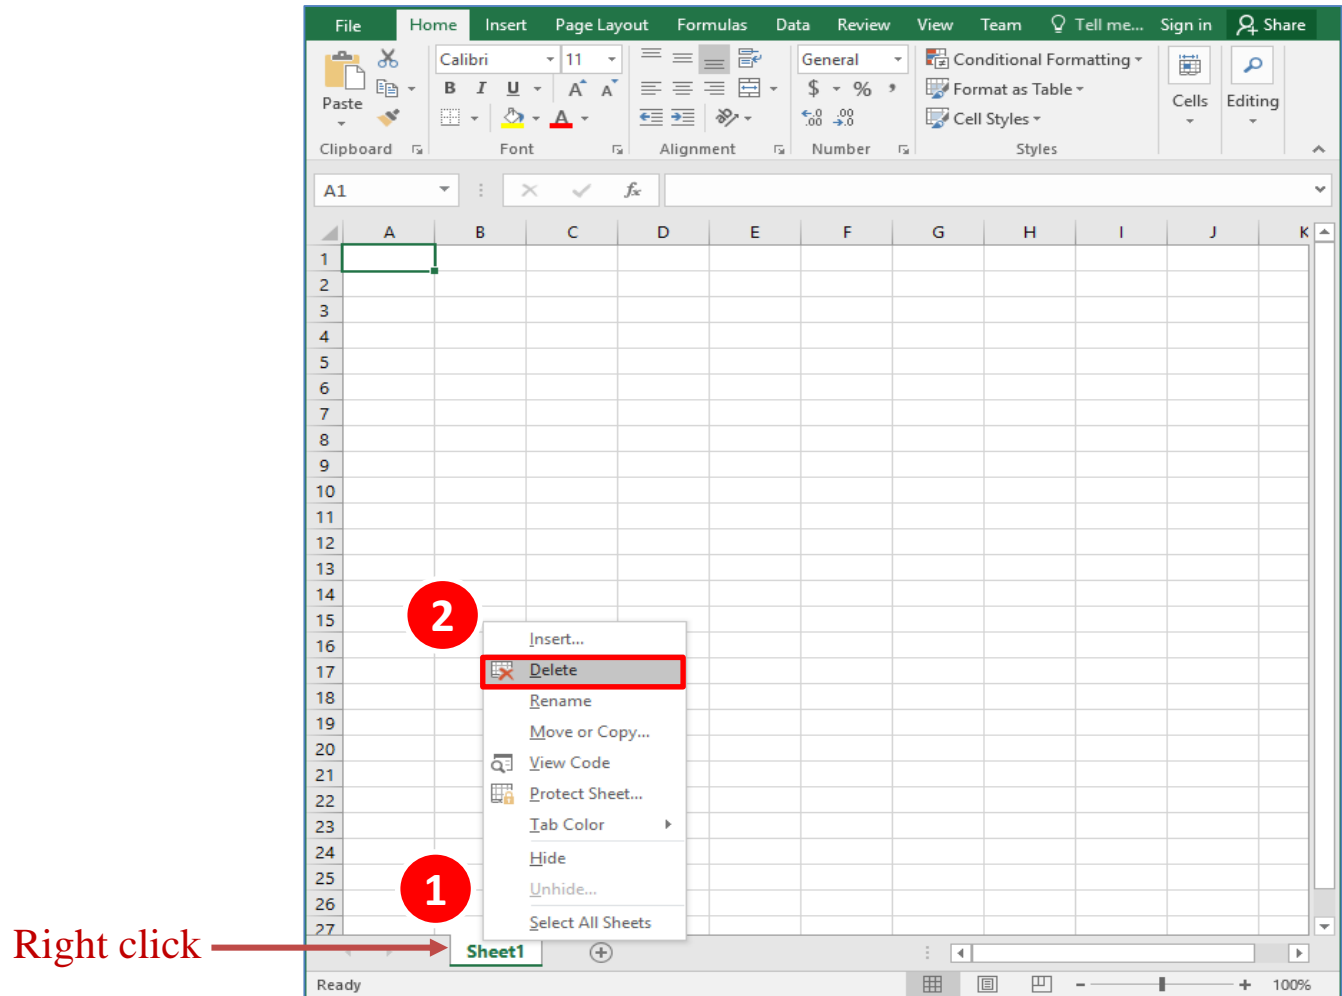 File Home Insert Page Layout Formulas Data Review View Team Tell me... Sign in Share
Calibri 11 General Conditional Formatting
B I U A A $ % , Format as Table
Paste Cells Editing
A .0 .00 .00 .0 Cell Styles
Clipboard Font Alignment Number Styles
A1 fx
A B C D E F G H I J K
1
2
3
4
5
6
7
8
9
10
11
12
13
14
15
2
16 Insert...
17 Delete
18 Rename
19 Move or Copy...
20
21 View Code
22 Protect Sheet...
23 Tab Color
24 Hide
25
1
26 Unhide...
27 Select All Sheets
Right click Sheet1
Ready 100%